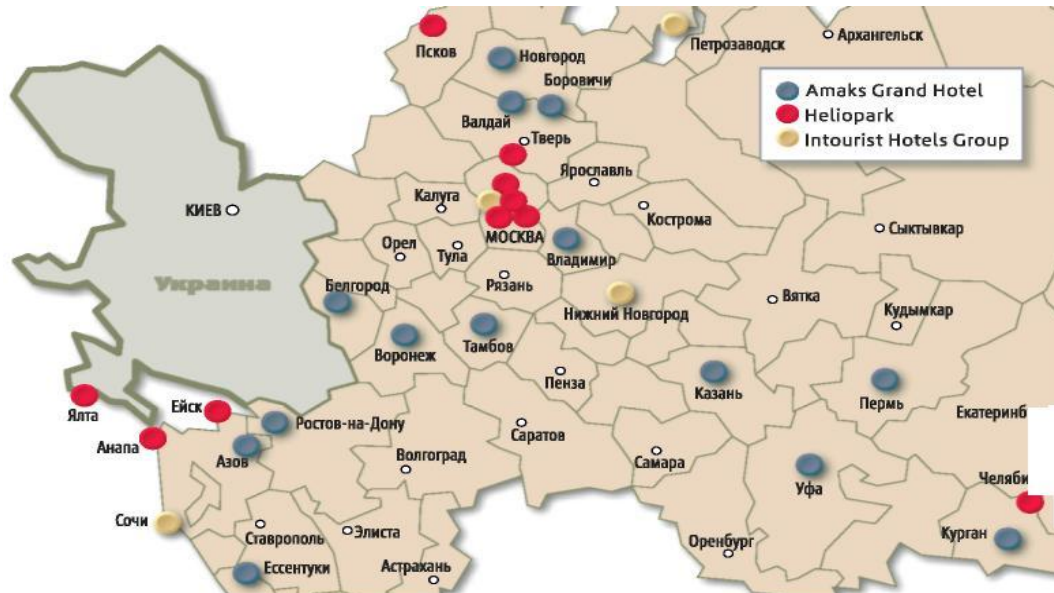 Псков
Новгород
Боровичи
Петрозаводск
Архангельск
Amaks Grand Hotel
Heliopark
Intourist Hotels Group
Валдай
Тверь
Ярославль
Калуга
КИЕВ
Кострома
МОСКВА
Сыктывкар
Орел
Тула
Владимир
Украина
Белгород
Рязань
Вятка
Кудымкар
Нижний Новгород
Воронеж
Тамбов
Пенза
Казань
Пермь
Ялта
Ейск
Ростов-на-Дону
Екатеринб
Анапа
Азов
Саратов
Волгоград
Самара
Уфа
Челяби
Сочи
Ставрополь
Элиста
Оренбург
Курган
Ессентуки
Астрахань